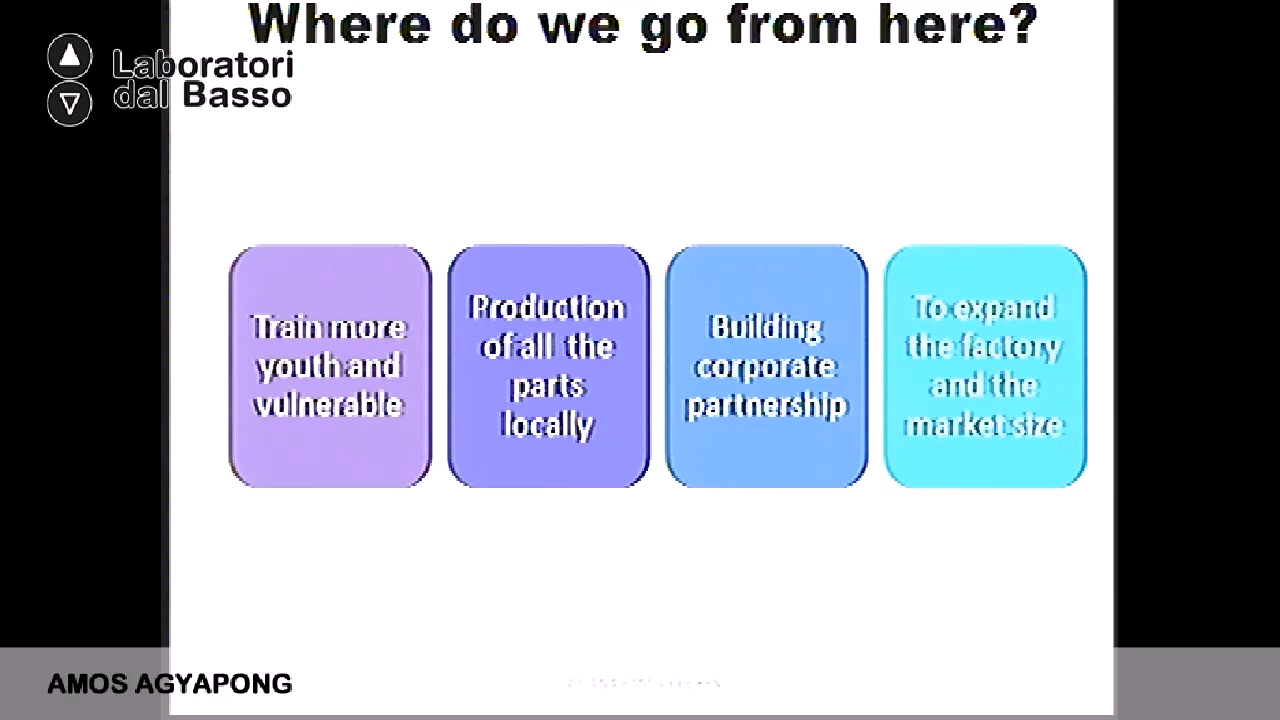 Where do we go from here?
Laboratori
dal Basso
Train more
youth and
vulnerable
Production
of all the
parts
locally
Building
corporate
partnership
To expand
the factory
and the
market size
AMOS AGYAPONG